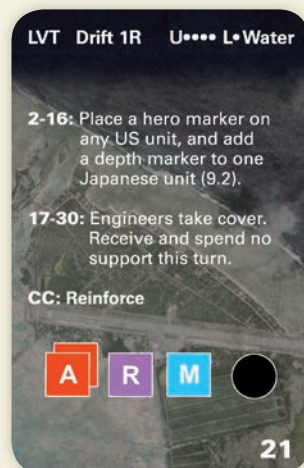 LVT Drift 1R U•••• L•Water
2-16: Place a hero marker on
any US unit, and add
a depth marker to one
Japanese unit (9.2).
17-30: Engineers take cover.
Receive and spend no
support this turn.
CC: Reinforce
A R M
21